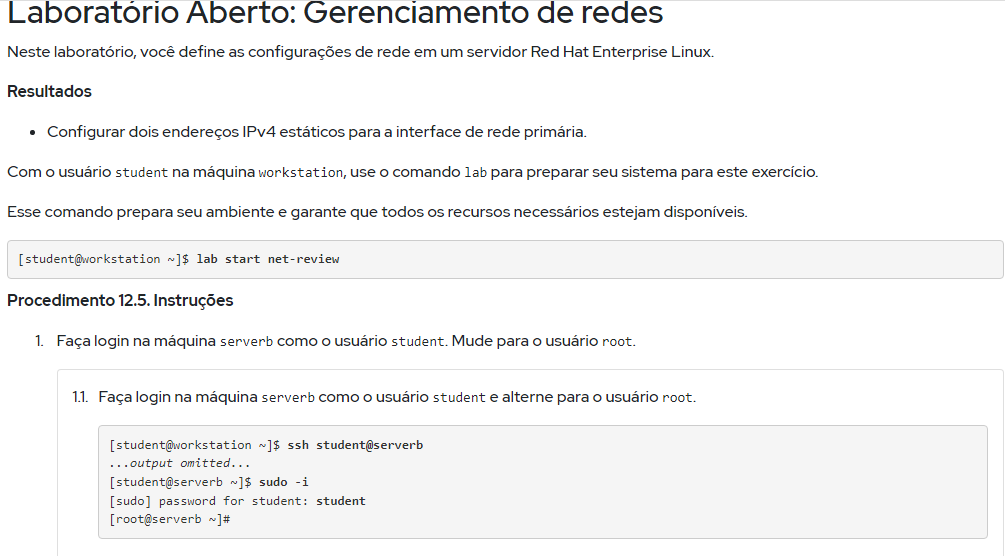 Laboratório Aberto: Gerenciamento de redes
Neste laboratório, você define as configurações de rede em um servidor Red Hat Enterprise Linux.
Resultados
• Configurar dois endereços IPv4 estáticos para a interface de rede primária.
Com o usuário student na máquina workstation, use o comando lab para preparar seu sistema para este exercício.
Esse comando prepara seu ambiente e garante que todos os recursos necessários estejam disponíveis.
[student@workstation ~]$ lab start net-review
Procedimento 12.5. Instruções
1. Faça login na máquina serverb como o usuário student. Mude para o usuário root.
1.1. Faça login na máquina serverb como o usuário student e alterne para o usuário root.
[student@workstation ~]$ ssh student@serverb
...output omitted...
[student@serverb ~]$ sudo -i
[sudo] password for student: student
[root@serverb ~]#